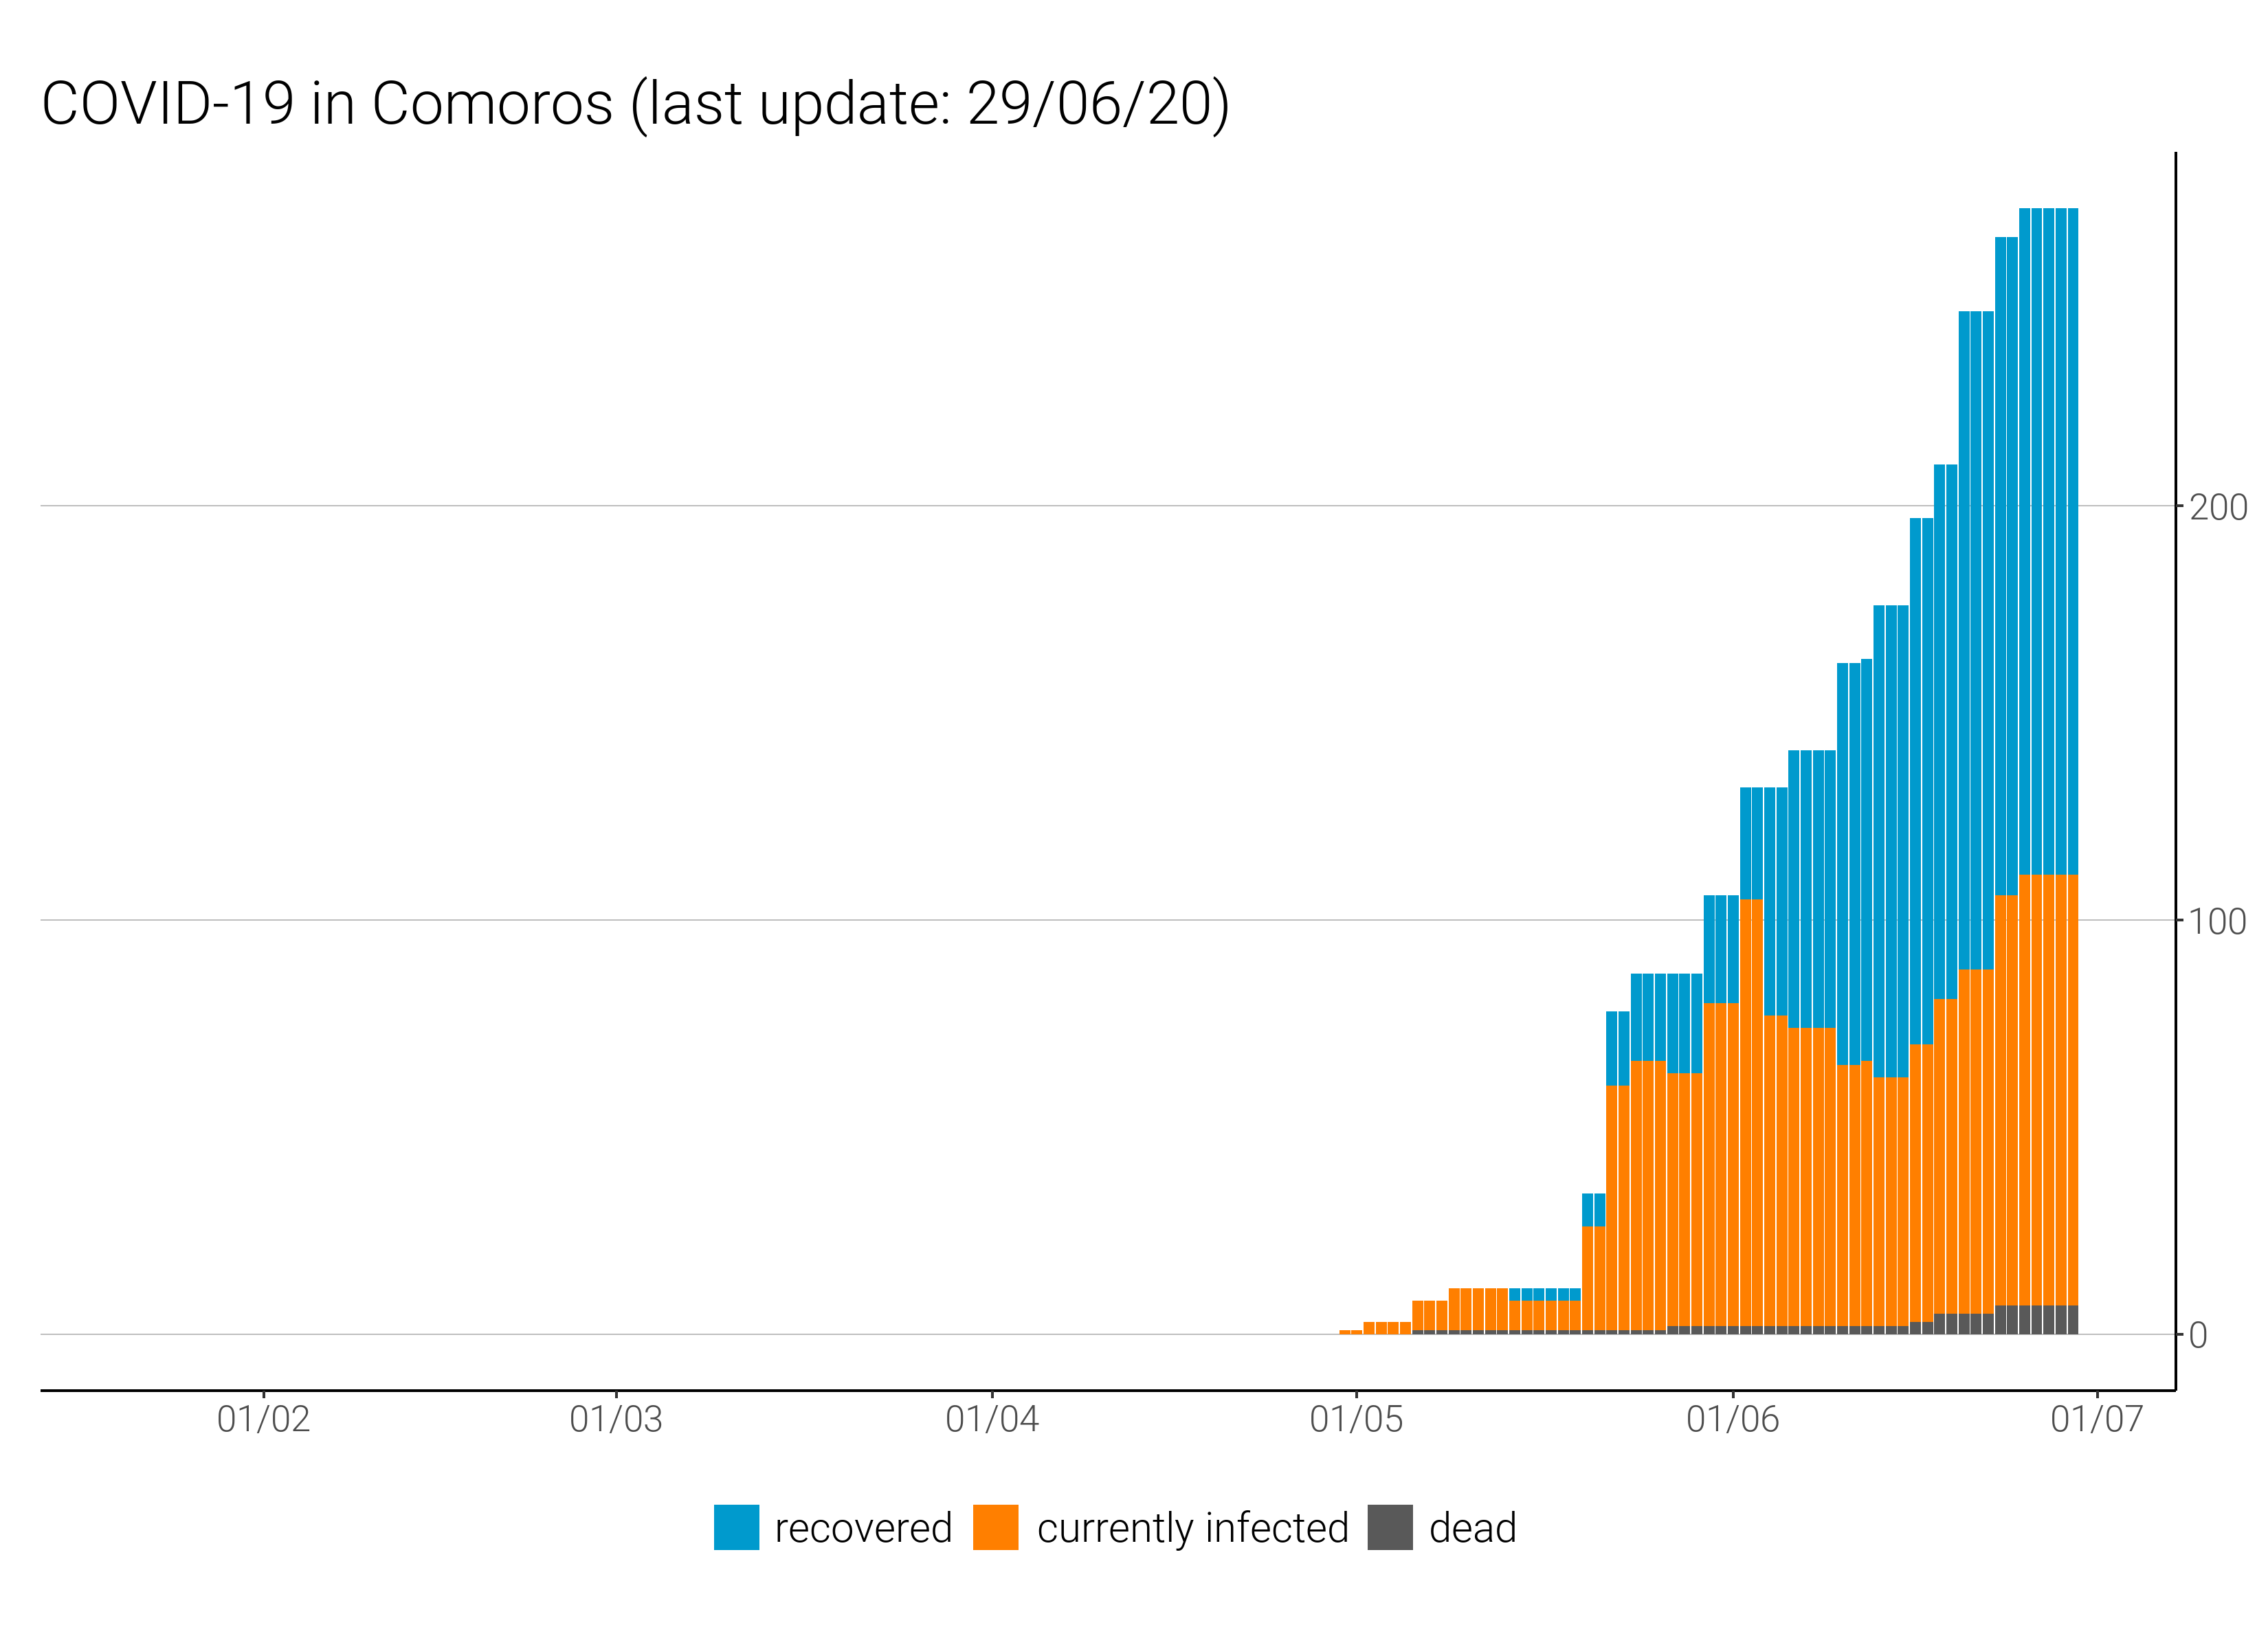 COVID-19 in Comoros (last update: 29/06/20)
200
100
0
01/02 01/03 01/04 01/05 01/06 01/07
recovered currently infected dead